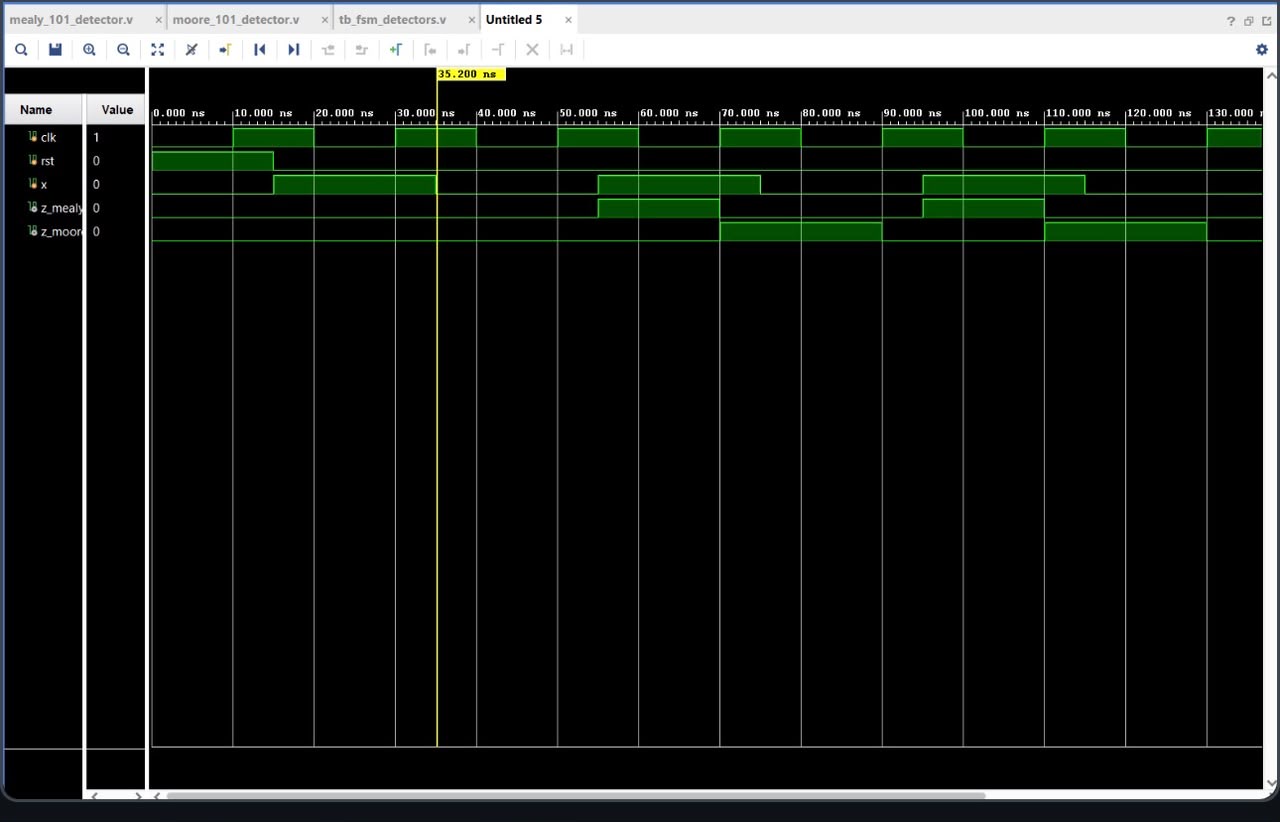 mealy_101_detector.v × moore_101_detector.v × tb_fsm_detectors.v × Untitled 5 ×
35.200 ns
Name Value
0.000 ns 10.000 ns 20.000 ns 30.000 40.000 ns 50.000 ns 60.000 ns 70.000 ns 80.000 ns 90.000 ns 100.000 ns 110.000 ns 120.000 ns 130.000
clk 1
rst 0
x 0
z_mealy 0
z_moor 0